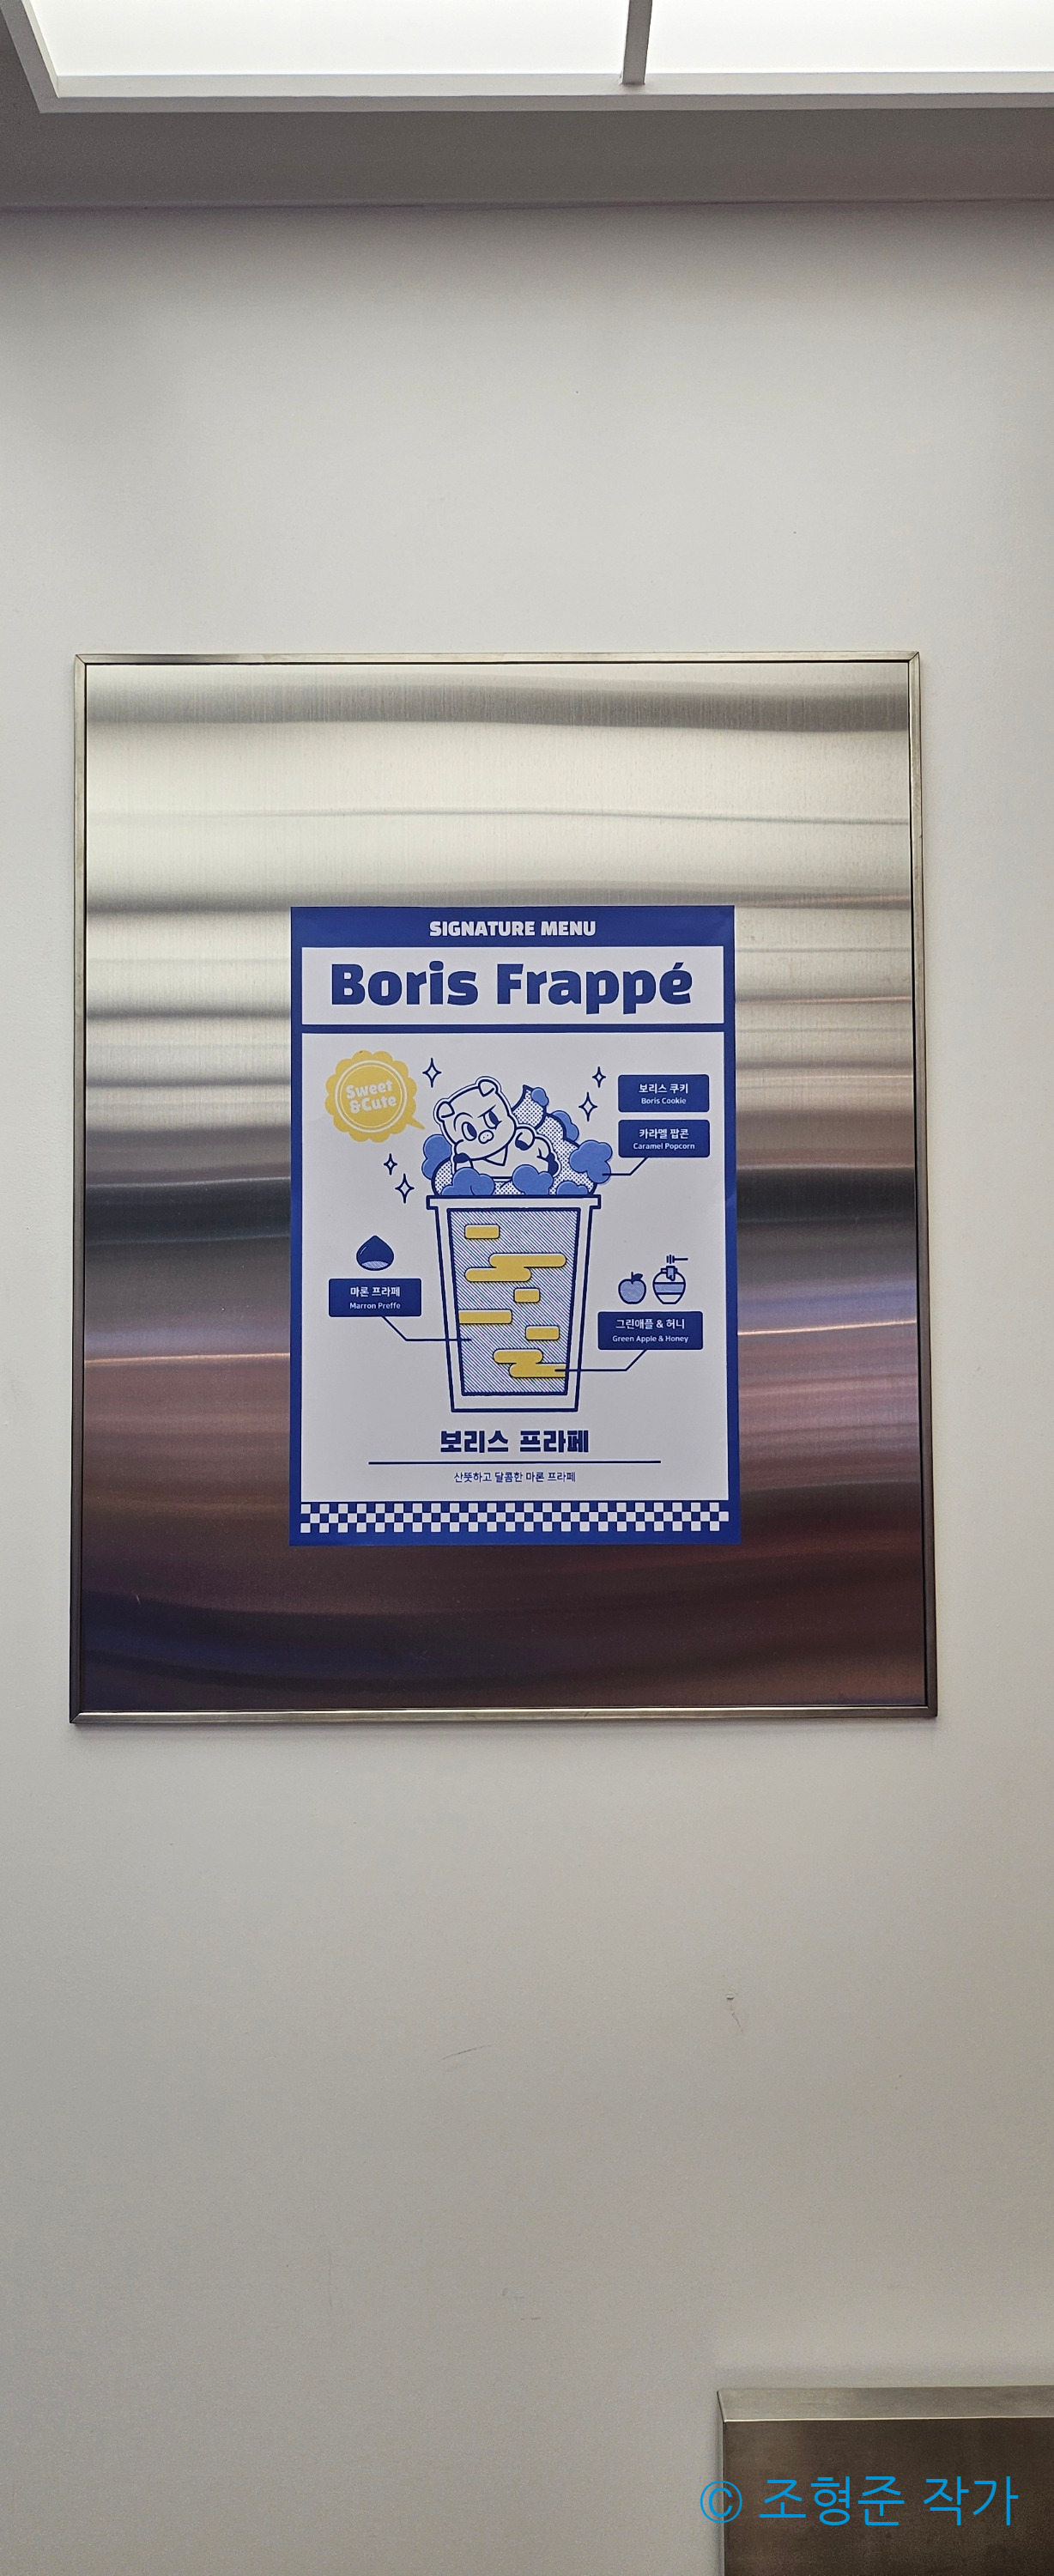 SIGNATURE MENU
Boris Frappé
Sweet
&Cute
보리스 쿠키
Boris Cookie
카라멜 팝콘
Caramel Popcorn
마론 프라페
Marron Preffe
그린애플 & 허니
Green Apple & Honey
보리스 프라페
산뜻하고 달콤한 마론 프라페
© 조형준 작가